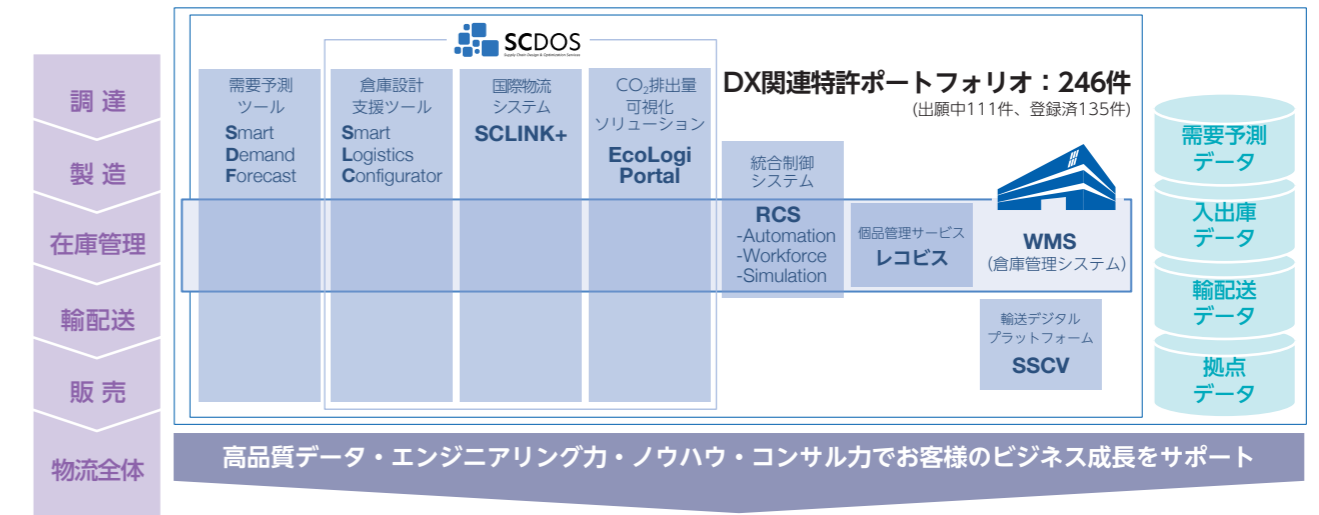 調達
製造
在庫管理
輸配送
販売
物流全体
SCDOS
Supply Chain Design & Optimization Services
需要予測
ツール
Smart
Demand
Forecast
倉庫設計
支援ツール
Smart
Logistics
Configurator
国際物流
システム
SCLINK+
CO₂排出量
可視化
ソリューション
EcoLogi
Portal
DX関連特許ポートフォリオ：246件
(出願中111件、登録済135件)
統合制御
システム
RCS
-Automation
-Workforce
-Simulation
個品管理サービス
レコビス
WMS
（倉庫管理システム）
輸送デジタル
プラットフォーム
SSCV
需要予測
データ
入出庫
データ
輸配送
データ
拠点
データ
高品質データ・エンジニアリング力・ノウハウ・コンサル力でお客様のビジネス成長をサポート